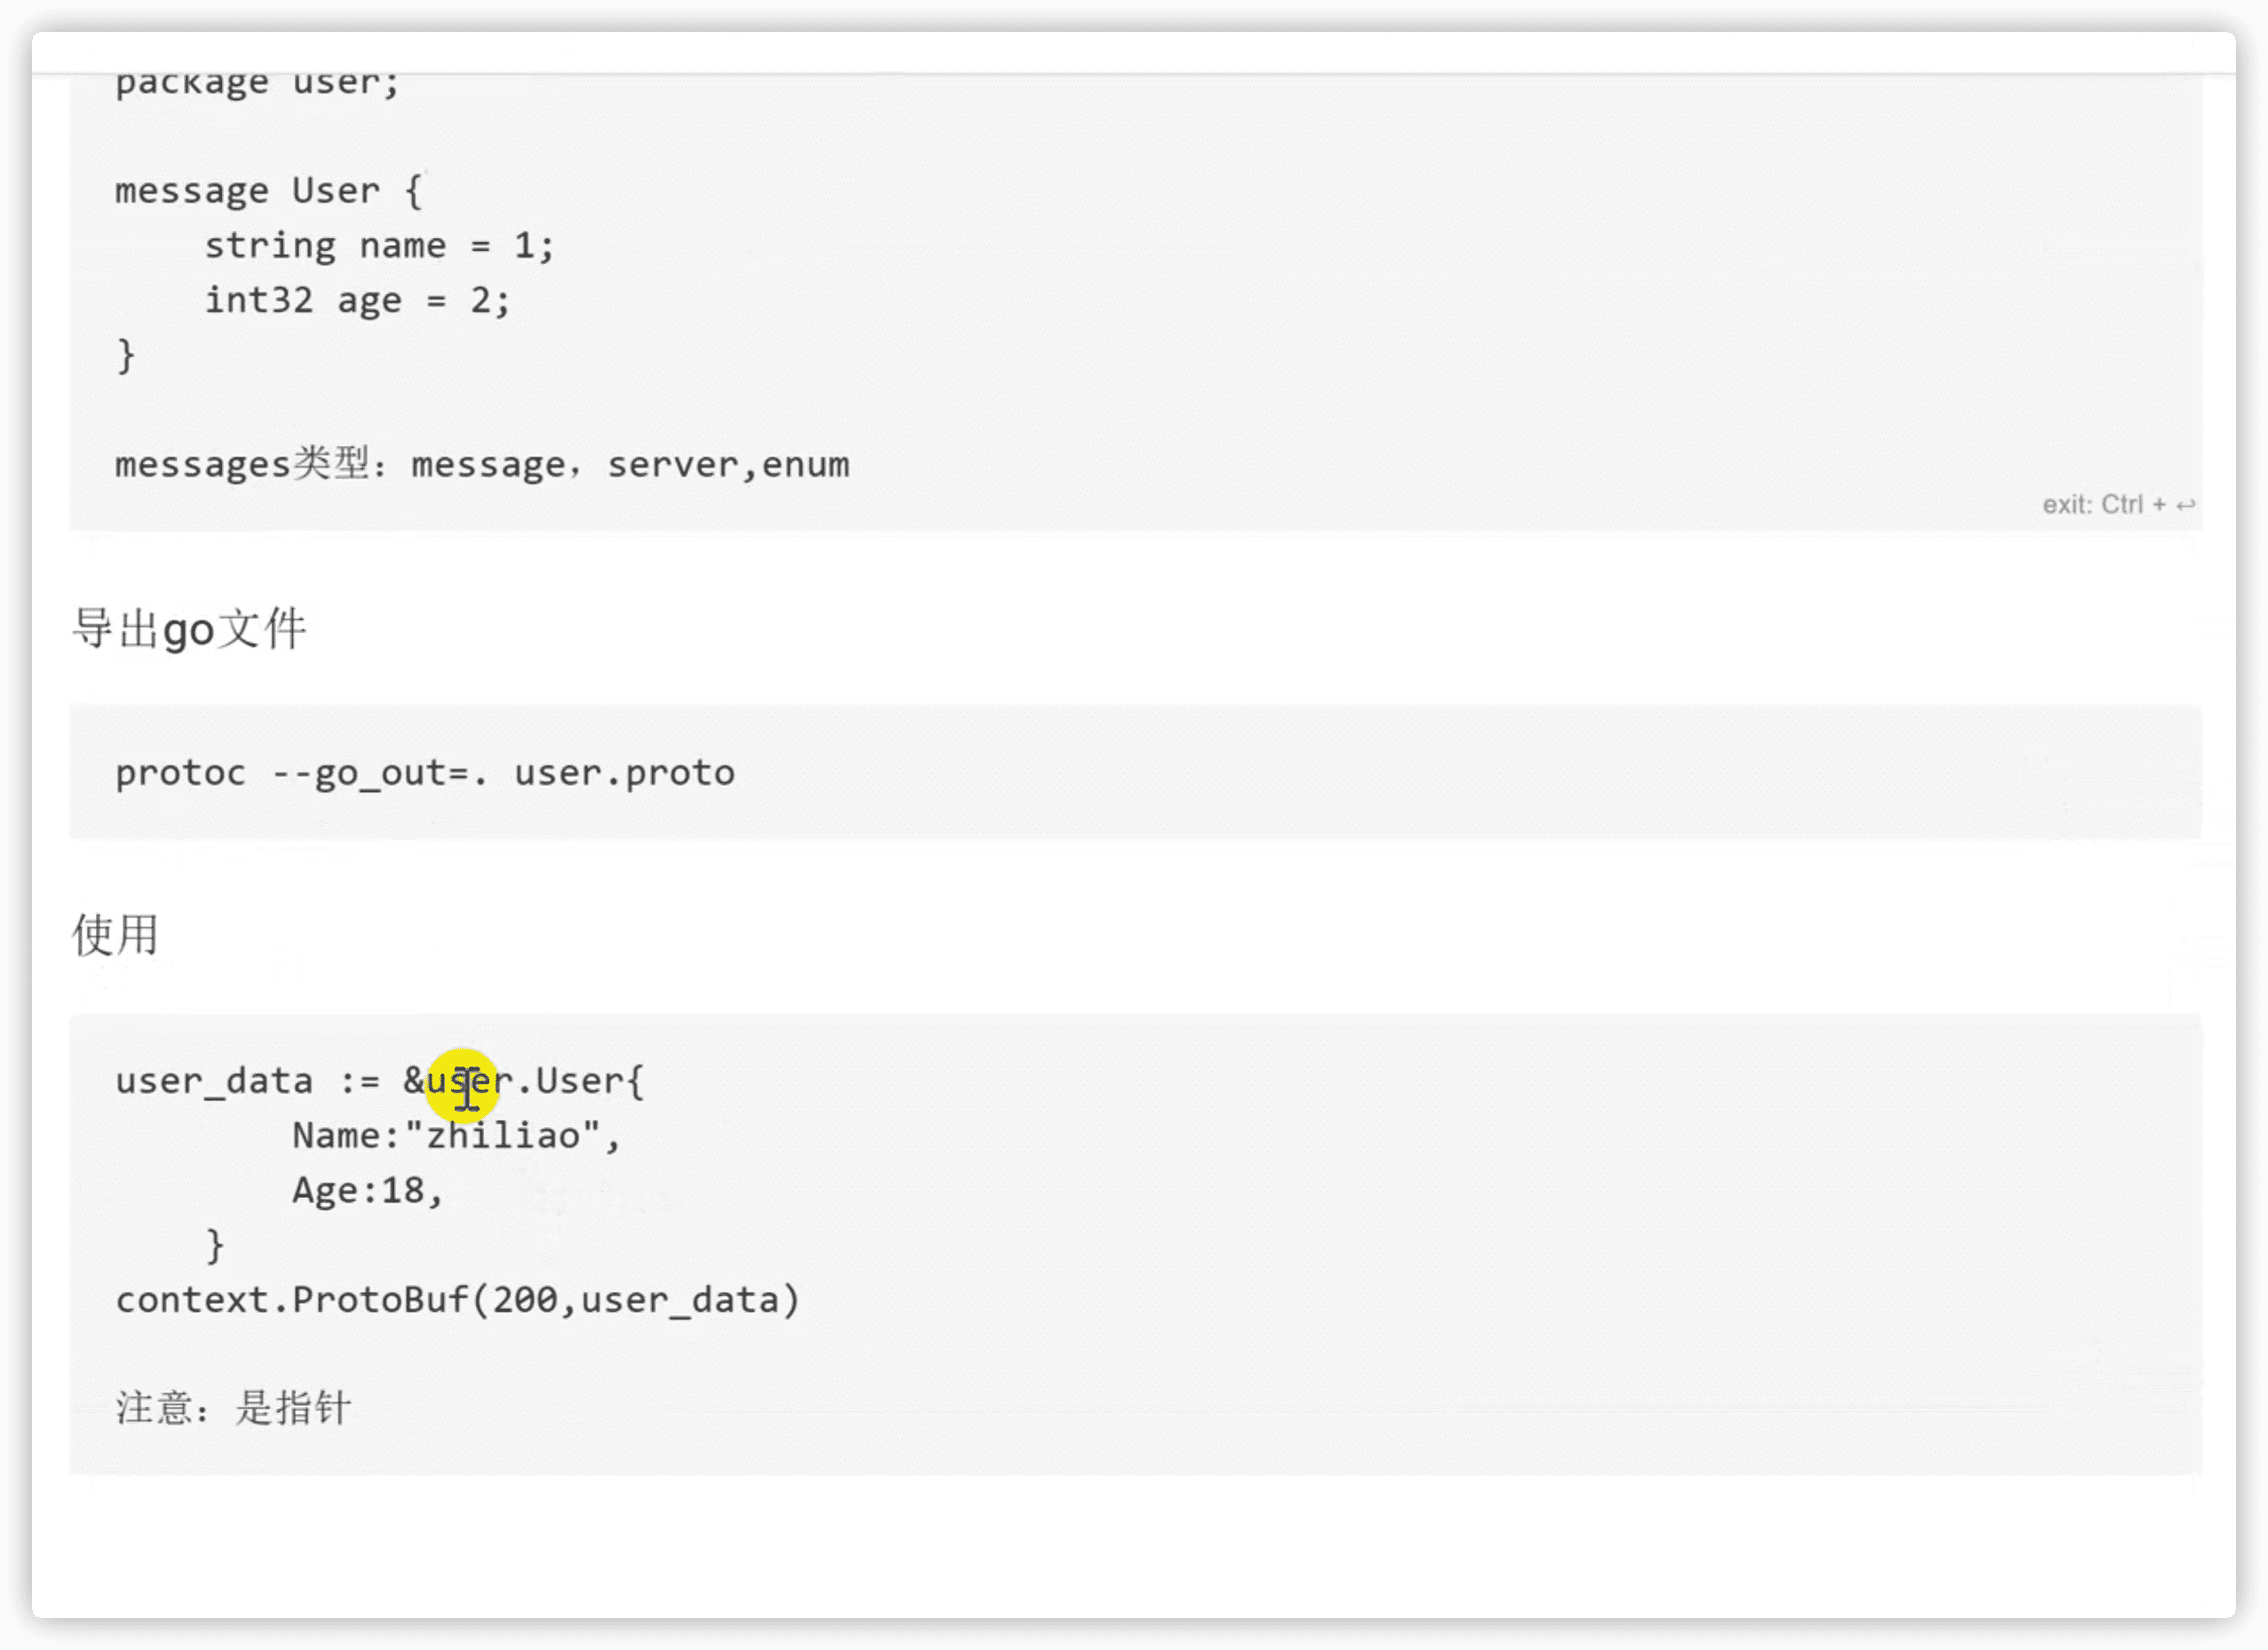 package user;
message User {
string name = 1;
int32 age = 2;
}
messages类型：message，server,enum
exit: Ctrl + ↩
导出go文件
protoc --go_out=. user.proto
使用
user_data := &user.User{
Name:"zhiliao",
Age:18,
}
context.ProtoBuf(200,user_data)
注意：是指针